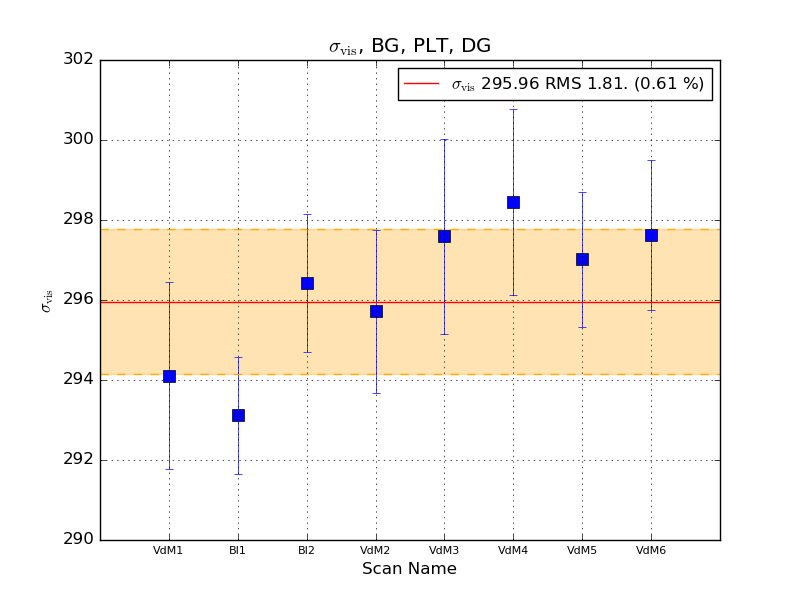 σvis, BG, PLT, DG
σvis 295.96 RMS 1.81. (0.61 %)
302
300
298
296
294
292
290
σvis
VdM1 BI1 BI2 VdM2 VdM3 VdM4 VdM5 VdM6
Scan Name